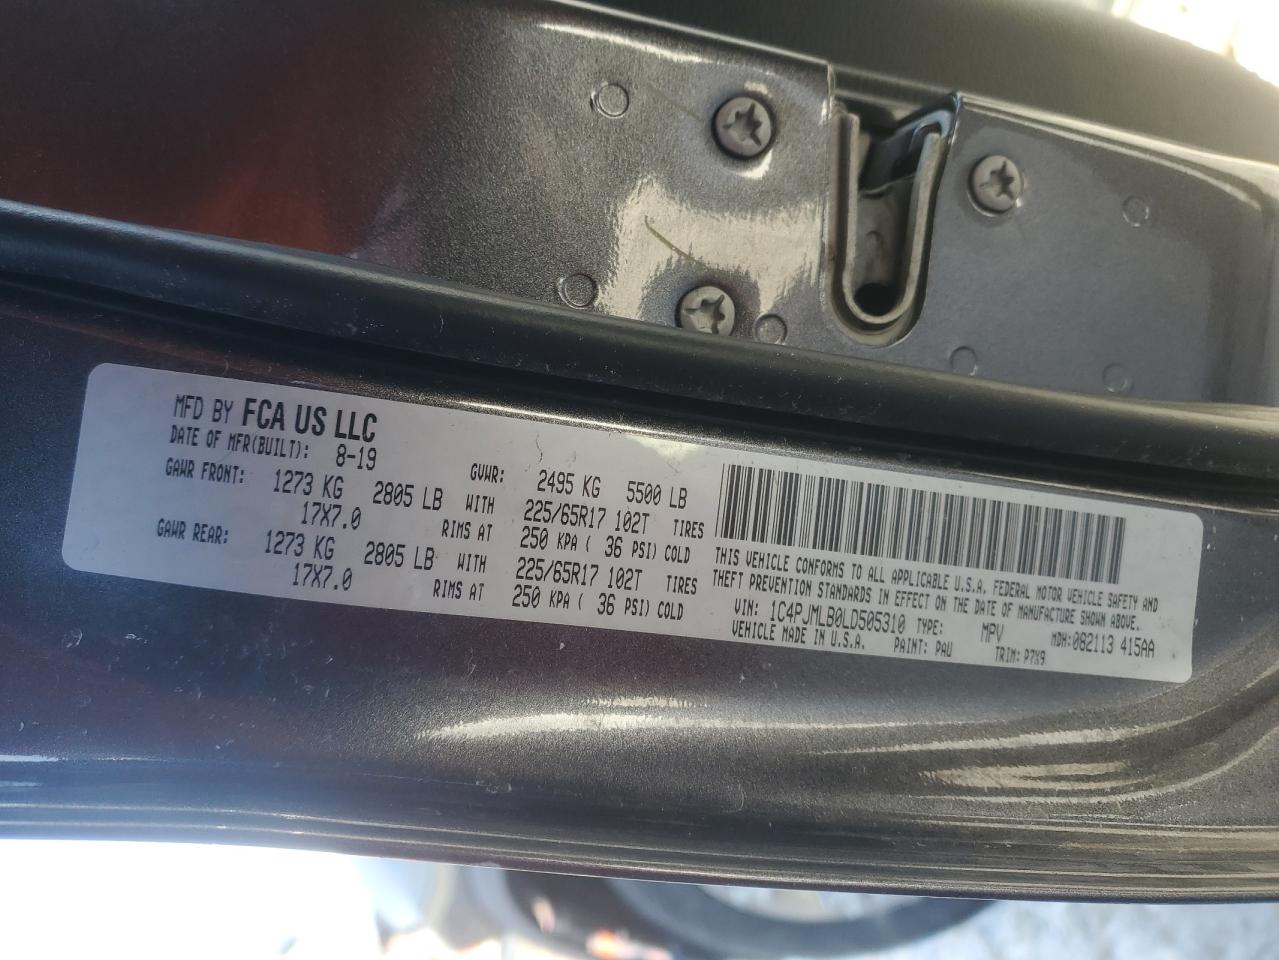 MFD BY FCA US LLC
DATE OF MFR(BUILT): 8-19 GVWR: 2495 KG 5500 LB
GAWR FRONT: 1273 KG 2805 LB WITH 225/65R17 102T TIRES
17X7.0 RIMS AT 250 KPA ( 36 PSI) COLD
GAWR REAR: 1273 KG 2805 LB WITH 225/65R17 102T TIRES
17X7.0 RIMS AT 250 KPA ( 36 PSI) COLD
THIS VEHICLE CONFORMS TO ALL APPLICABLE U.S.A. FEDERAL MOTOR VEHICLE SAFETY AND
THEFT PREVENTION STANDARDS IN EFFECT ON THE DATE OF MANUFACTURE SHOWN ABOVE.
VIN: 1C4PJMLB0LD505310 TYPE: MPV MDH:082113 415AA
VEHICLE MADE IN U.S.A. PAINT: PAU TRIM: P7X9